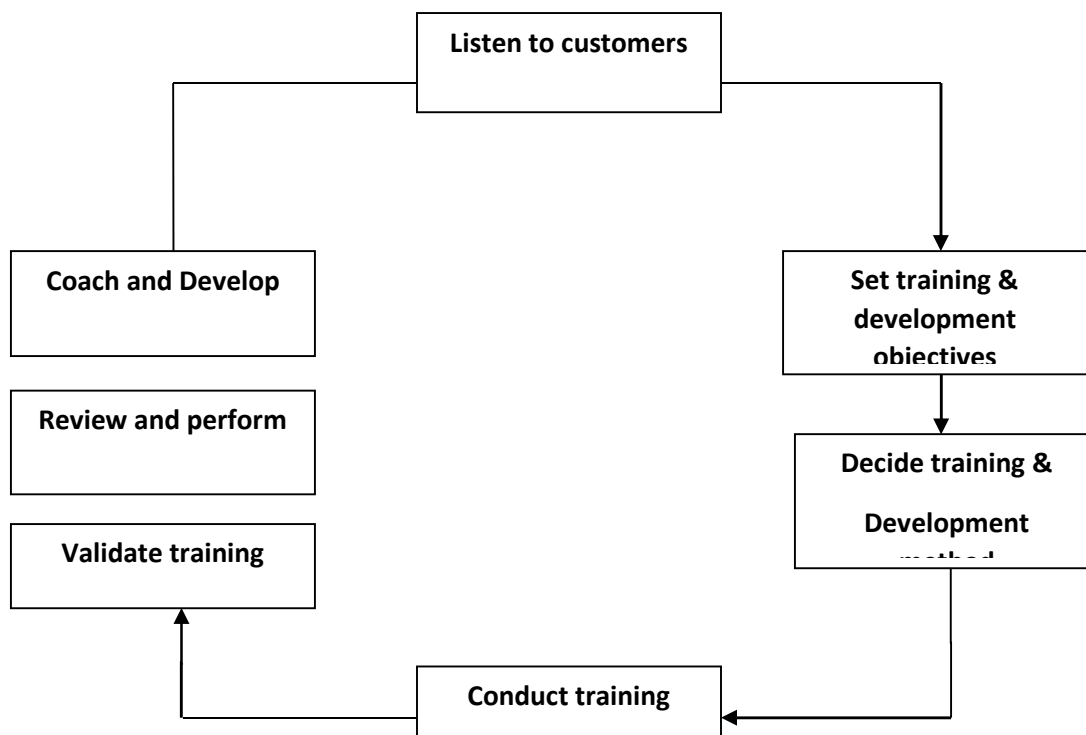 Listen to customers
Coach and Develop
Set training &
development
objectives
Review and perform
Decide training &
Development
Validate training
Conduct training